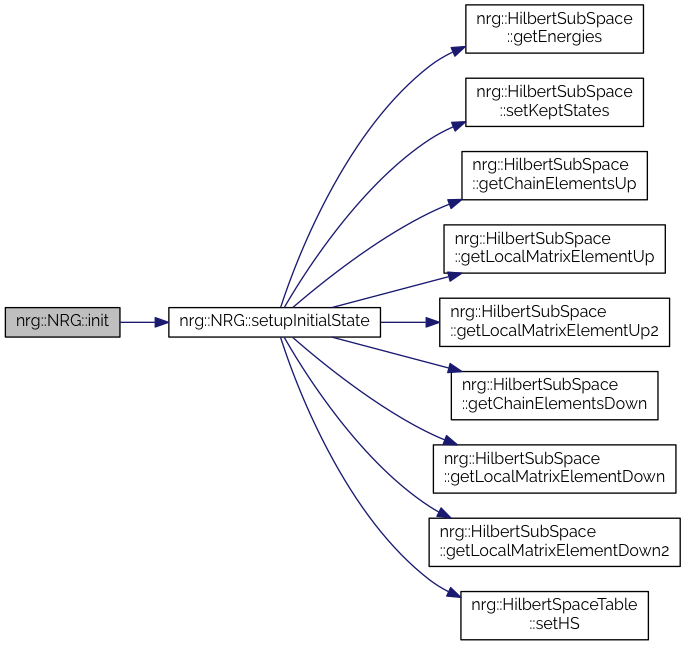 nrg::NRG::init
nrg::NRG::setupInitialState
nrg::HilbertSubSpace
::getEnergies
nrg::HilbertSubSpace
::setKeptStates
nrg::HilbertSubSpace
::getChainElementsUp
nrg::HilbertSubSpace
::getLocalMatrixElementUp
nrg::HilbertSubSpace
::getLocalMatrixElementUp2
nrg::HilbertSubSpace
::getChainElementsDown
nrg::HilbertSubSpace
::getLocalMatrixElementDown
nrg::HilbertSubSpace
::getLocalMatrixElementDown2
nrg::HilbertSpaceTable
::setHS